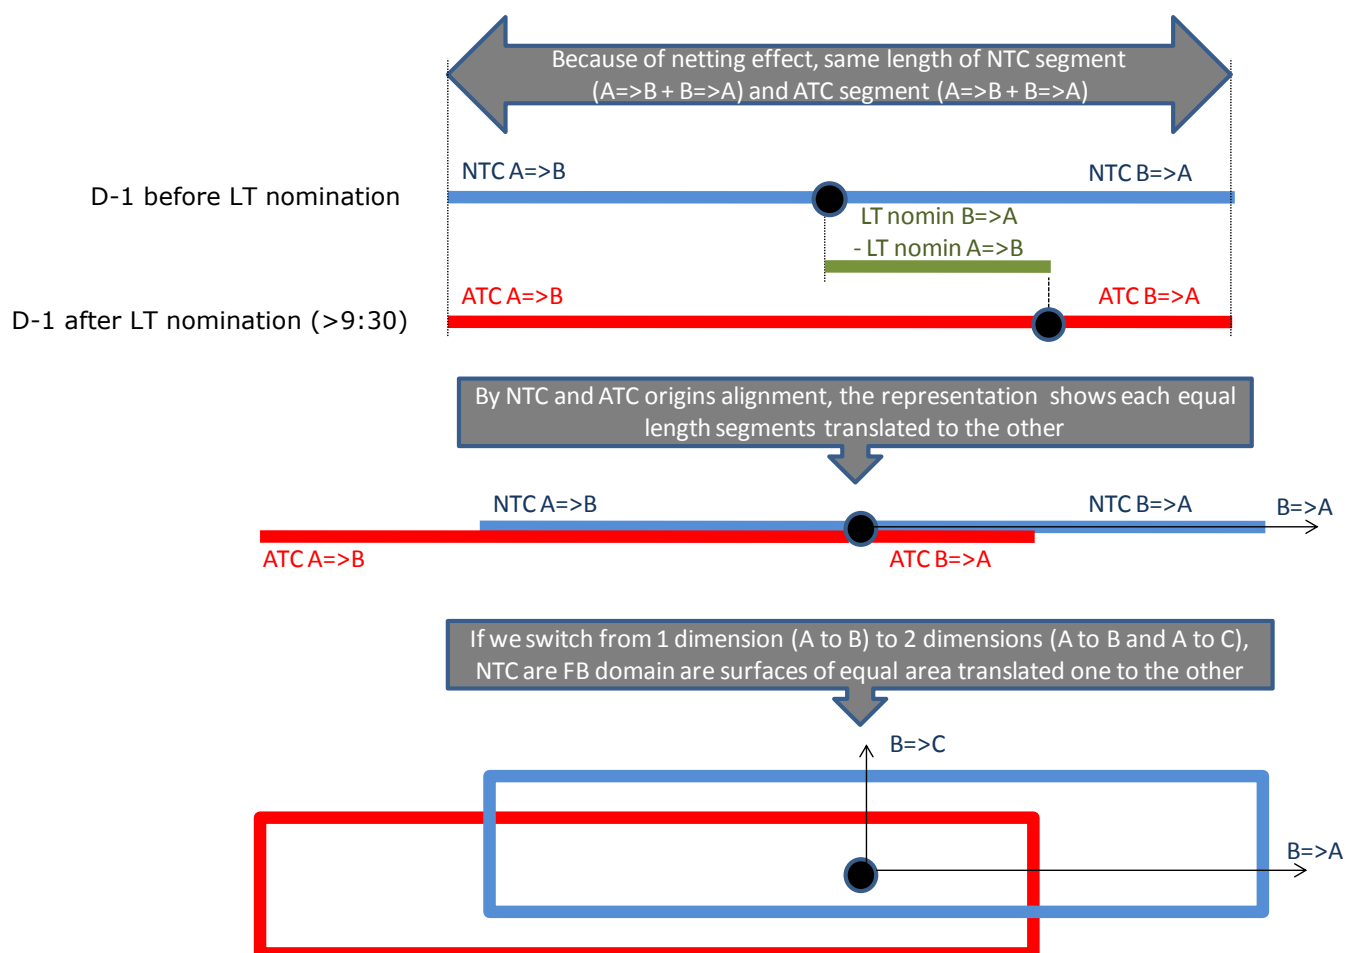 Because of netting effect, same length of NTC segment
(A=>B + B=>A) and ATC segment (A=>B + B=>A)
NTC A=>B
NTC B=>A
D-1 before LT nomination
LT nomin B=>A
- LT nomin A=>B
ATC A=>B
ATC B=>A
D-1 after LT nomination (>9:30)
By NTC and ATC origins alignment, the representation shows each equal
length segments translated to the other
NTC A=>B
NTC B=>A
B=>A
ATC A=>B
ATC B=>A
If we switch from 1 dimension (A to B) to 2 dimensions (A to B and A to C),
NTC are FB domain are surfaces of equal area translated one to the other
B=>C
B=>A